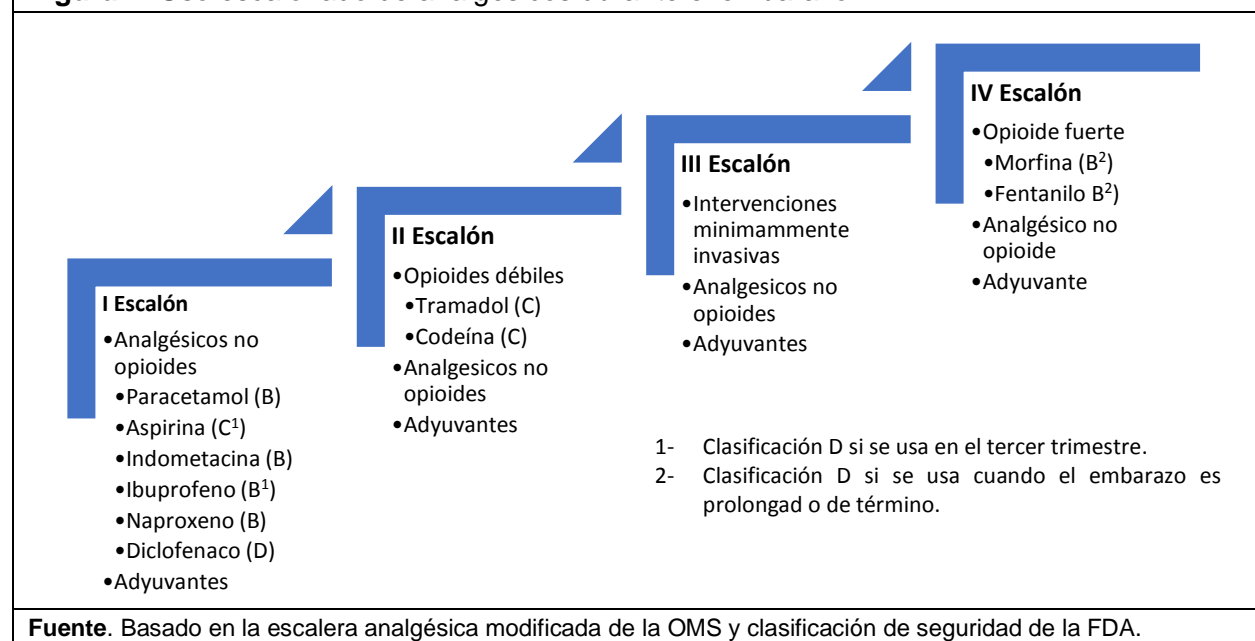 I Escalón
•Analgésicos no
opioides
•Paracetamol (B)
•Aspirina (C¹)
•Indometacina (B)
•Ibuprofeno (B¹)
•Naproxeno (B)
•Diclofenaco (D)
•Adyuvantes
II Escalón
•Opioides débiles
•Tramadol (C)
•Codeína (C)
•Analgesicos no
opioides
•Adyuvantes
III Escalón
•Intervenciones
minimammente
invasivas
•Analgesicos no
opioides
•Adyuvantes
IV Escalón
•Opioide fuerte
•Morfina (B²)
•Fentanilo B²)
•Analgésico no
opioide
•Adyuvante
1- Clasificación D si se usa en el tercer trimestre.
2- Clasificación D si se usa cuando el embarazo es
prolongad o de término.
Fuente. Basado en la escalera analgésica modificada de la OMS y clasificación de seguridad de la FDA.